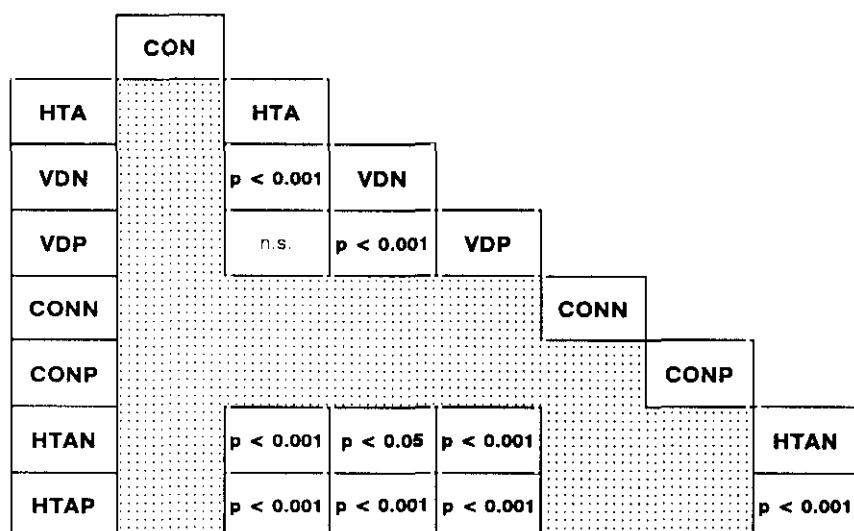 CON
HTA HTA
VDN p < 0.001 VDN
VDP n.s. p < 0.001 VDP
CONN CONN
CONP CONP
HTAN p < 0.001 p < 0.05 p < 0.001 HTAN
HTAP p < 0.001 p < 0.001 p < 0.001 p < 0.001